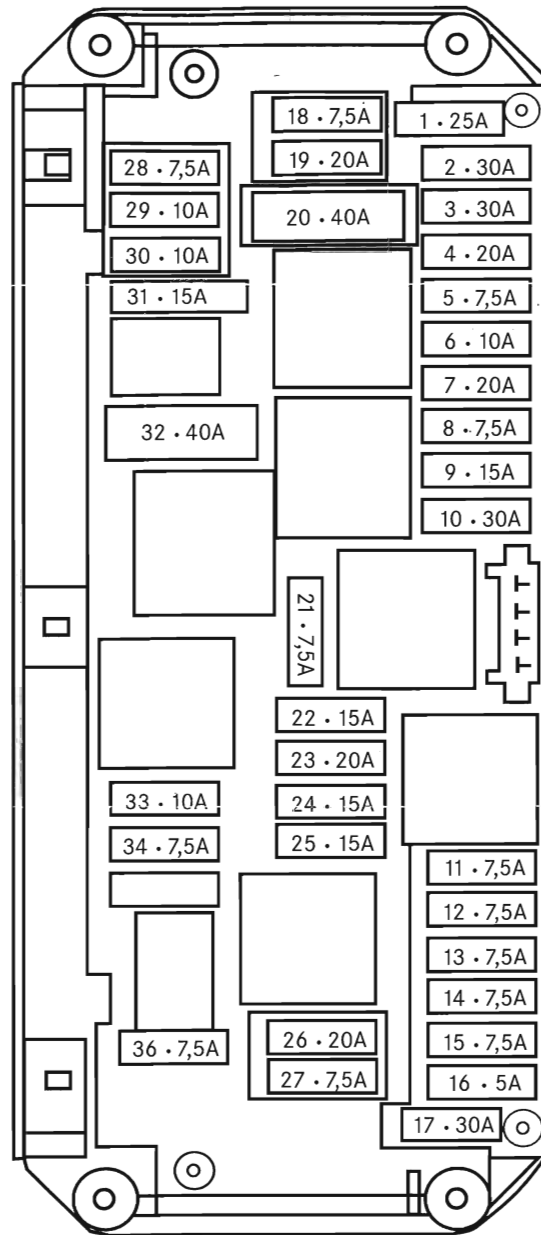 18 · 7,5A
1 · 25A
19 · 20A
28 · 7,5A
2 · 30A
29 · 10A
20 · 40A
3 · 30A
30 · 10A
4 · 20A
31 · 15A
5 · 7,5A
6 · 10A
7 · 20A
32 · 40A
8 · 7,5A
9 · 15A
10 · 30A
21 · 7,5A
22 · 15A
23 · 20A
33 · 10A
24 · 15A
34 · 7,5A
25 · 15A
11 · 7,5A
12 · 7,5A
13 · 7,5A
14 · 7,5A
36 · 7,5A
26 · 20A
15 · 7,5A
27 · 7,5A
16 · 5A
17 · 30A